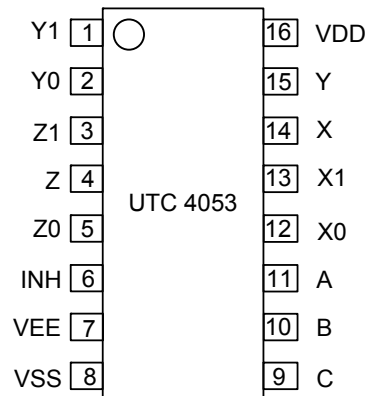 Y1 1 16 VDD
Y0 2 15 Y
Z1 3 14 X
Z 4 13 X1
UTC 4053
Z0 5 12 X0
INH 6 11 A
VEE 7 10 B
VSS 8 9 C